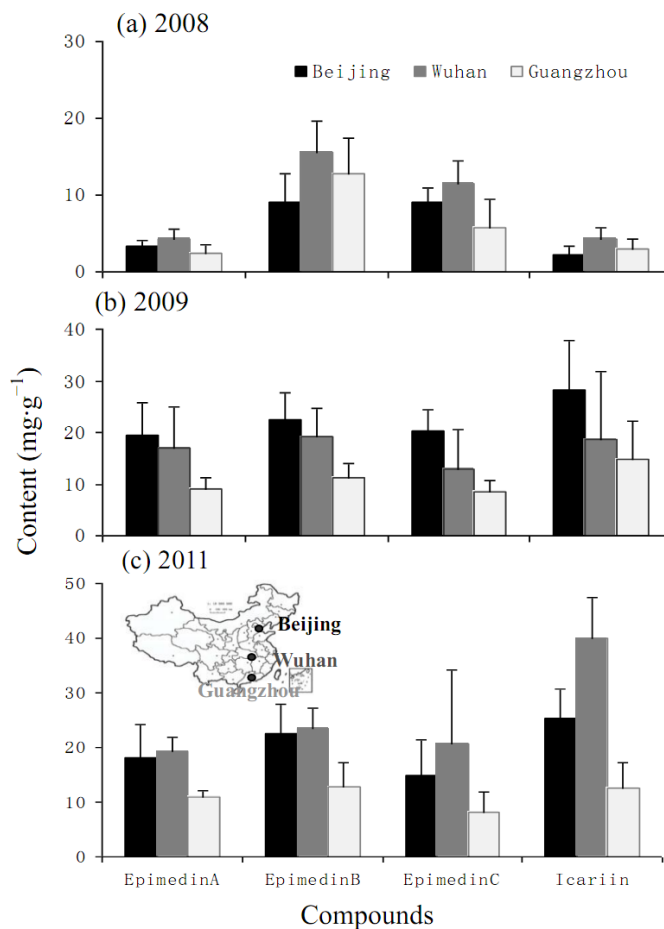 (a) 2008
30
Beijing Wuhan Guangzhou
20
10
0
(b) 2009
40
30
20
10
0
Content (mg·g⁻¹)
(c) 2011
50
Beijing
40
Wuhan
Guangzhou
30
20
10
0
EpimedinA EpimedinB EpimedinC Icariin
Compounds